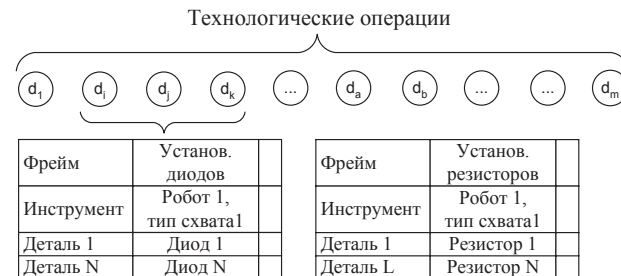 Технологические операции
d1 di dj dk ... da db ... ... dm
Фрейм Установ. диодов
Инструмент Робот 1, тип схвата1
Деталь 1 Диод 1
Деталь N Диод N
Фрейм Установ. резисторов
Инструмент Робот 1, тип схвата1
Деталь 1 Резистор 1
Деталь L Резистор N